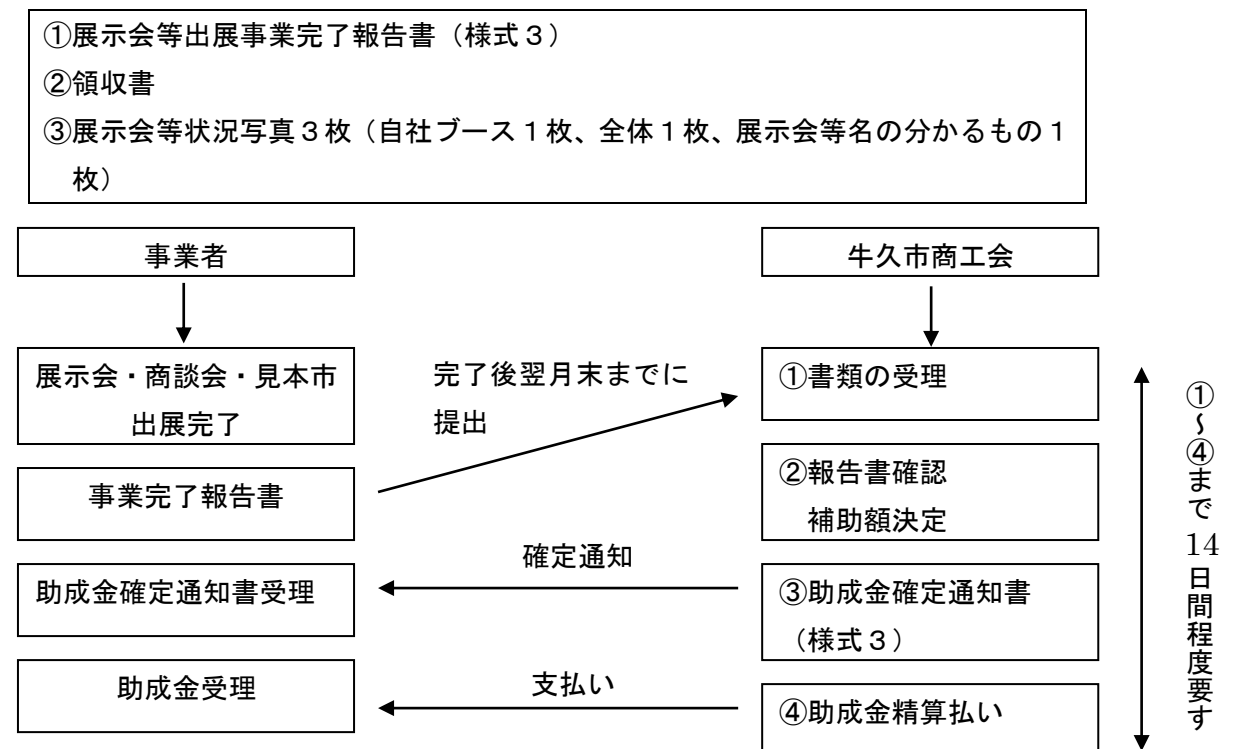 ①展示会等出展事業完了報告書（様式３）
②領収書
③展示会等状況写真３枚（自社ブース１枚、全体１枚、展示会等名の分かるもの１
枚）
事業者
牛久市商工会
展示会・商談会・見本市
出展完了
完了後翌月末までに
提出
①書類の受理
事業完了報告書
②報告書確認
補助額決定
確定通知
助成金確定通知書受理
③助成金確定通知書
（様式３）
支払い
助成金受理
④助成金精算払い
①～④まで14日間程度要す